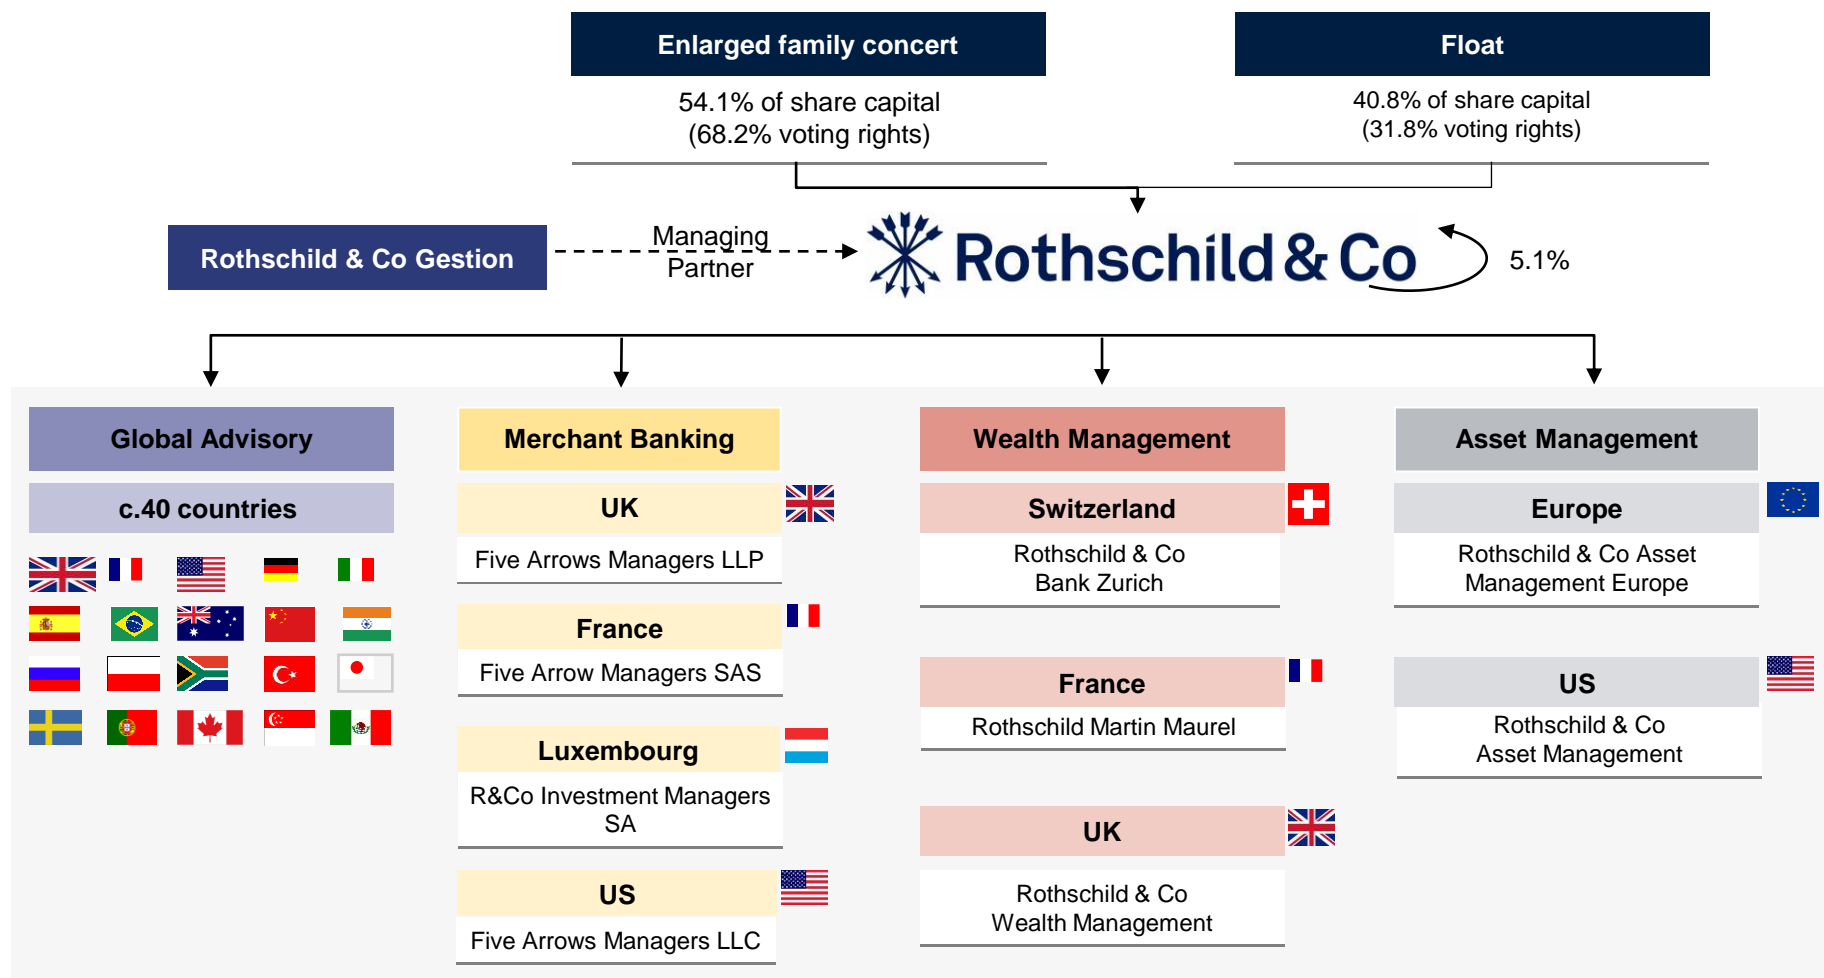 Enlarged family concert
54.1% of share capital
(68.2% voting rights)
Float
40.8% of share capital
(31.8% voting rights)
Rothschild & Co Gestion
Managing
Partner
Rothschild & Co
5.1%
Global Advisory
c.40 countries
Merchant Banking
UK
Five Arrows Managers LLP
France
Five Arrow Managers SAS
Luxembourg
R&Co Investment Managers
SA
US
Five Arrows Managers LLC
Wealth Management
Switzerland
Rothschild & Co
Bank Zurich
France
Rothschild Martin Maurel
UK
Rothschild & Co
Wealth Management
Asset Management
Europe
Rothschild & Co Asset
Management Europe
US
Rothschild & Co
Asset Management